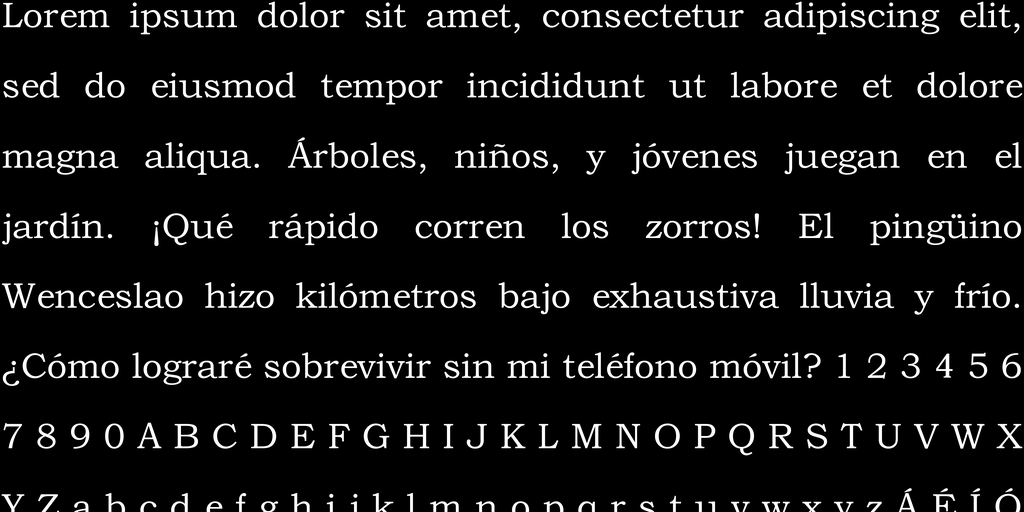 Lorem ipsum dolor sit amet, consectetur adipiscing elit,
sed do eiusmod tempor incididunt ut labore et dolore
magna aliqua. Árboles, niños, y jóvenes juegan en el
jardín. ¡Qué rápido corren los zorros! El pingüino
Wenceslao hizo kilómetros bajo exhaustiva lluvia y frío.
¿Cómo lograré sobrevivir sin mi teléfono móvil? 1 2 3 4 5 6
7 8 9 0 A B C D E F G H I J K L M N O P Q R S T U V W X
Y Z a b c d e f g h i j k l m n o p q r s t u v w x y z Á É Í Ó